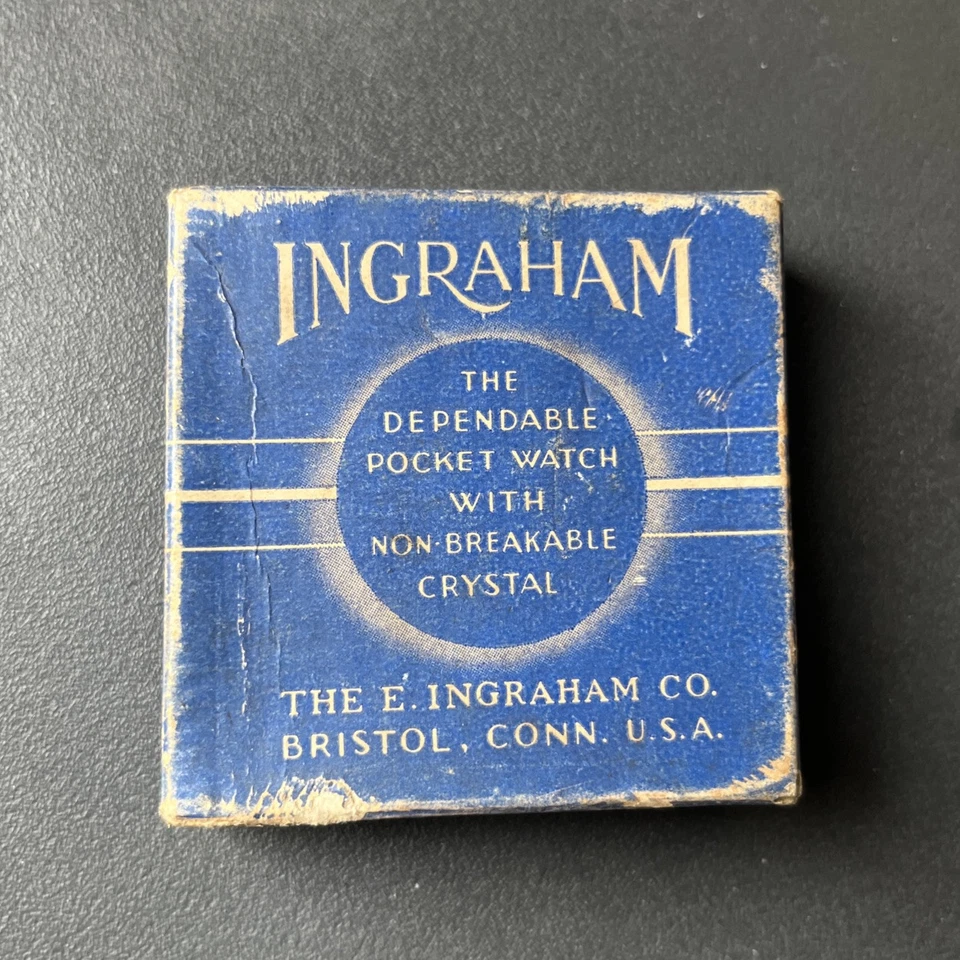 INGRAHAM
THE
DEPENDABLE
POCKET WATCH
WITH
NON-BREAKABLE
CRYSTAL
THE E. INGRAHAM CO.
BRISTOL, CONN. U.S.A.